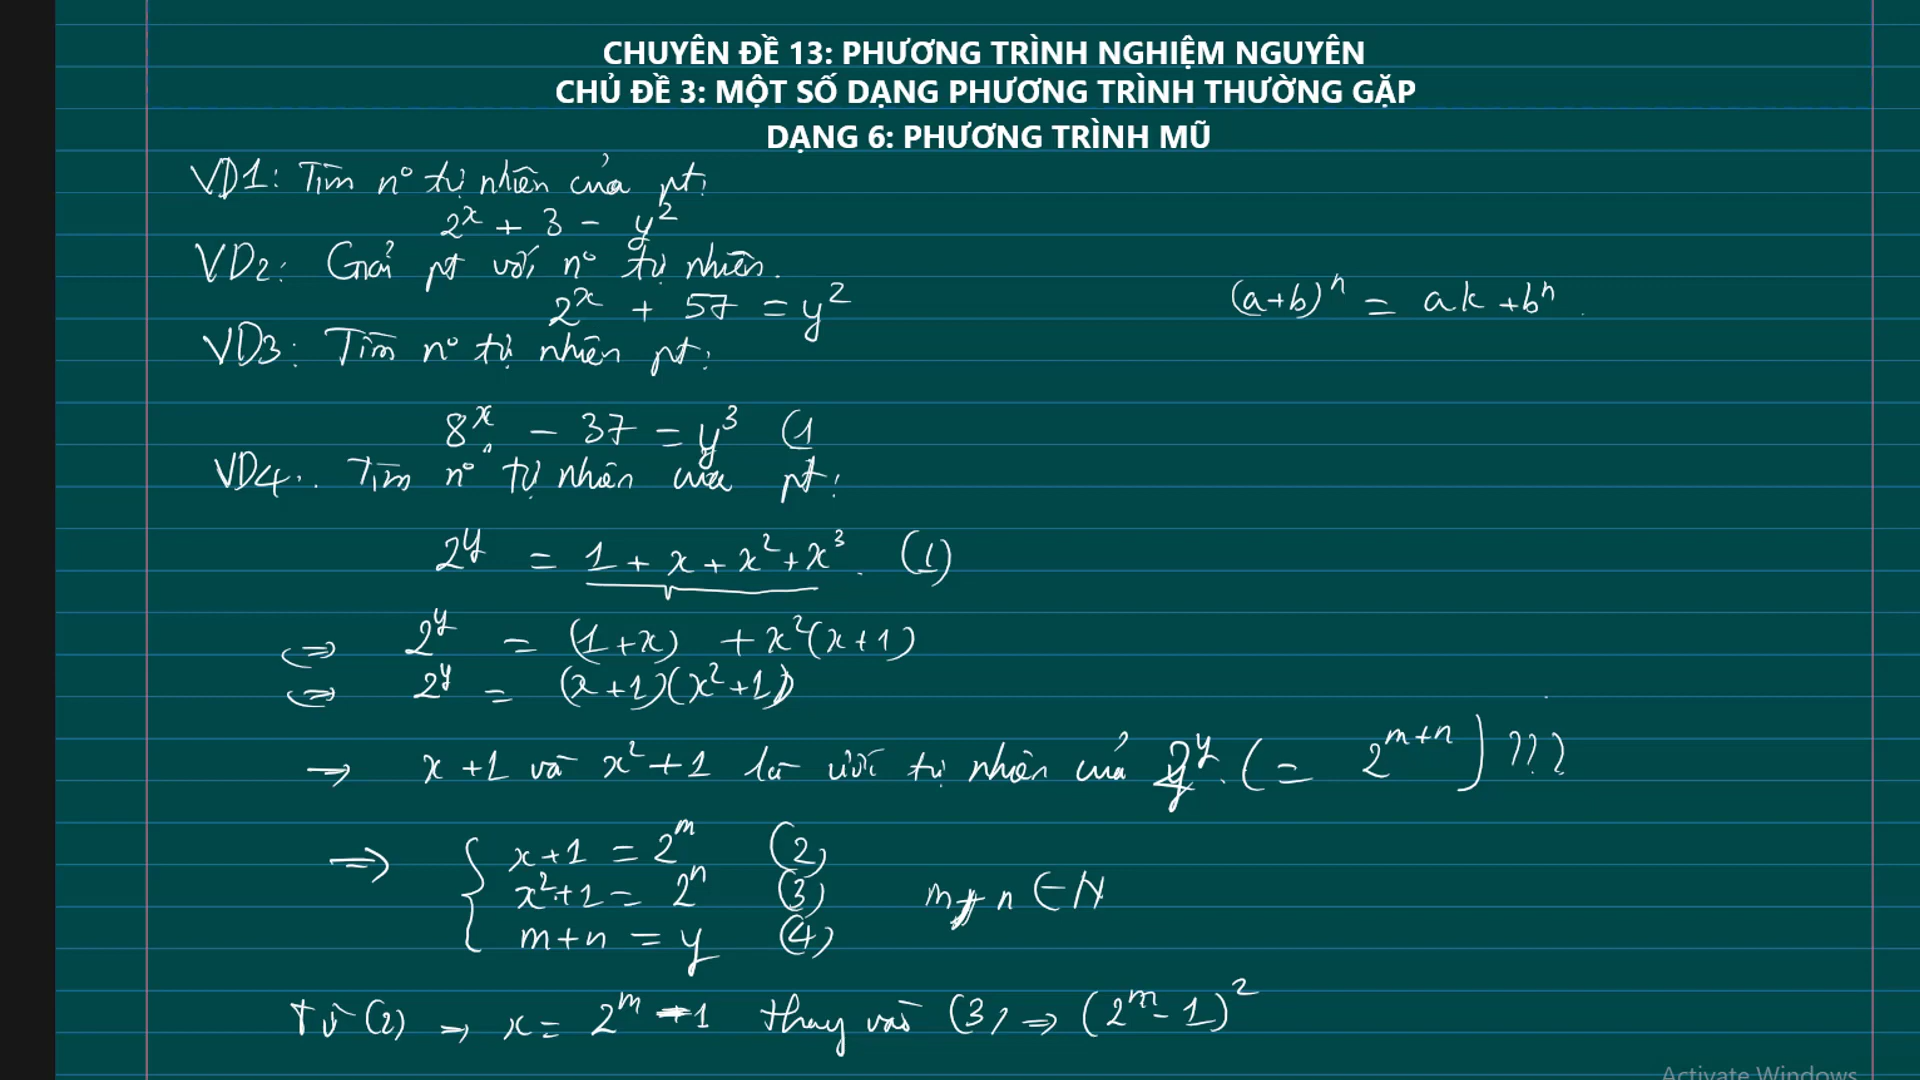 CHUYÊN ĐỀ 13: PHƯƠNG TRÌNH NGHIỆM NGUYÊN
CHỦ ĐỀ 3: MỘT SỐ DẠNG PHƯƠNG TRÌNH THƯỜNG GẶP
DẠNG 6: PHƯƠNG TRÌNH MŨ
VD1: Tìm n° tự nhiên của pt:
2^x + 3 = y^2
VD2: Giải pt với n° tự nhiên.
2^x + 57 = y^2
(a+b)^n = ak + b^n.
VD3: Tìm n° tự nhiên pt:
8^x - 37 = y^3 (1
VD4: Tìm n° tự nhiên của pt:
2^y = 1 + x + x^2 + x^3. (1)
⇔ 2^y = (1+x) + x^2(x+1)
⇔ 2^y = (x+1)(x^2+1)
⇒ x+1 và x^2+1 là ước tự nhiên của 2^y. (= 2^{m+n}) ???
⇒ { x+1 = 2^m (2)
x^2+1 = 2^n (3) m, n ∈ N
m+n = y (4)
Từ (2) ⇒ x = 2^m - 1 thay vào (3) ⇒ (2^m - 1)^2
Activate Windows